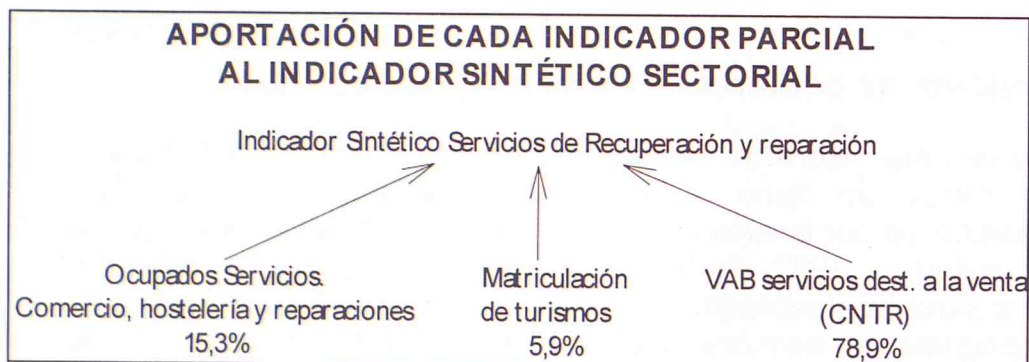 APORTACIÓN DE CADA INDICADOR PARCIAL
AL INDICADOR SINTÉTICO SECTORIAL
Indicador Sintético Servicios de Recuperación y reparación
Ocupados Servicios.
Comercio, hostelería y reparaciones
15,3%
Matriculación
de turismos
5,9%
VAB servicios dest. a la venta
(CNTR)
78,9%